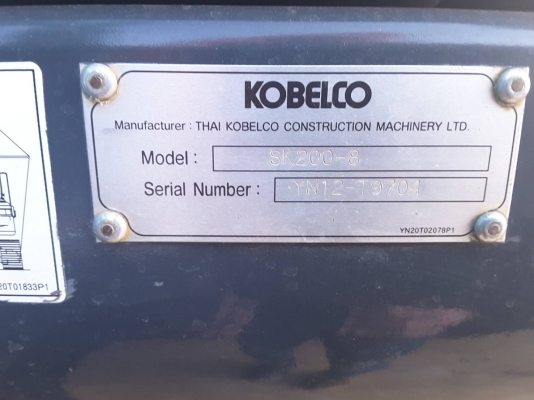 KOBELCO
Manufacturer : THAI KOBELCO CONSTRUCTION MACHINERY LTD.
Model : SK200-8
Serial Number :
YN20T02078P1
20T01833P1